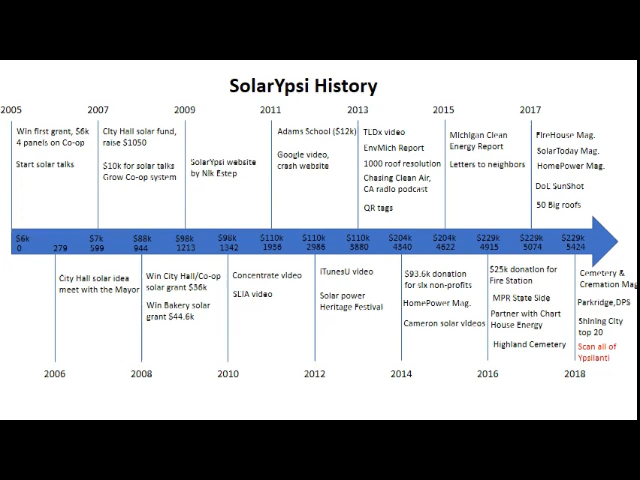 SolarYpsi History
2005
2007
2009
2011
2013
2015
2017
Win first grant, $6k
4 panels on Co-op
Start solar talks
City Hall solar fund,
raise $1050
$10k for solar talks
Grow Co-op system
SolarYpsi website
by Nik Estep
Adams School ($12k)
Google video,
crash website
TLDx video
EnvMich Report
1000 roof resolution
Chasing Clean Air,
CA radio podcast
QR tags
Michigan Clean
Energy Report
Letters to neighbors
FireHouse Mag.
SolarToday Mag.
HomePower Mag.
DoL SunShot
50 Big roofs
$6k $7k $88k $98k $98k $110k $110k $110k $204k $204k $229k $229k $229k
0 279 599 944 1213 1342 1958 2986 3880 4340 4622 4915 5074 5424
City Hall solar idea
meet with the Mayor
Win City Hall/Co-op
solar grant $36k
Win Bakery solar
grant $44.6k
Concentrate video
SLIA video
iTunesU video
Solar power
Heritage Festival
$93.6k donation
for six non-profits
HomePower Mag.
Cameron solar videos
$25k donation for
Fire Station
MPR State Side
Partner with Chart
House Energy
Highland Cemetery
Cemetery &
Cremation Mag
Parkridge,DPS
Shining City
top 20
Scan all of
Ypsilanti
2006
2008
2010
2012
2014
2016
2018